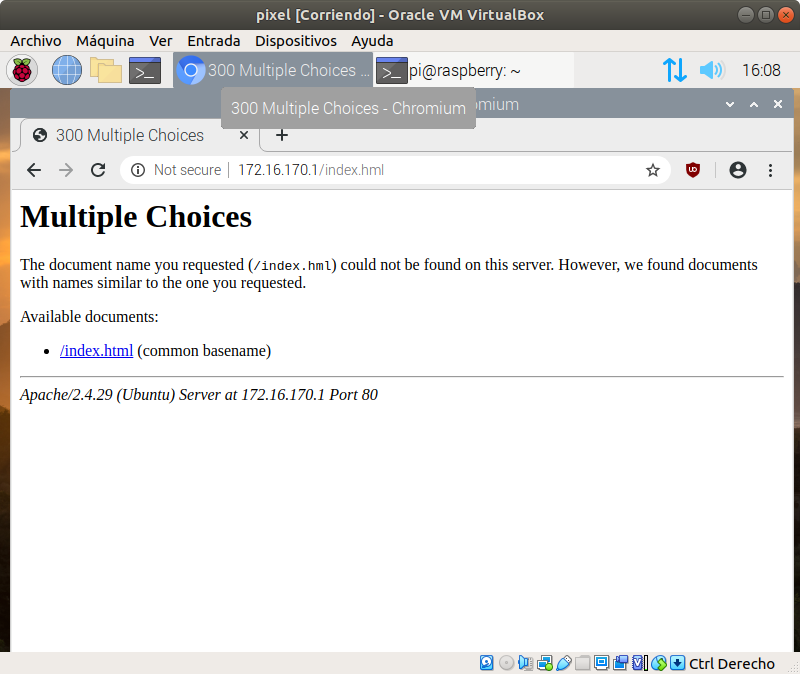 pixel [Corriendo] - Oracle VM VirtualBox
Archivo Máquina Ver Entrada Dispositivos Ayuda
300 Multiple Choices ... pi@raspberry: ~ 16:08
300 Multiple Choices - Chromium omium
300 Multiple Choices
Not secure 172.16.170.1/index.hml
Multiple Choices
The document name you requested (/index.hml) could not be found on this server. However, we found documents
with names similar to the one you requested.
Available documents:
• /index.html (common basename)
Apache/2.4.29 (Ubuntu) Server at 172.16.170.1 Port 80
Ctrl Derecho